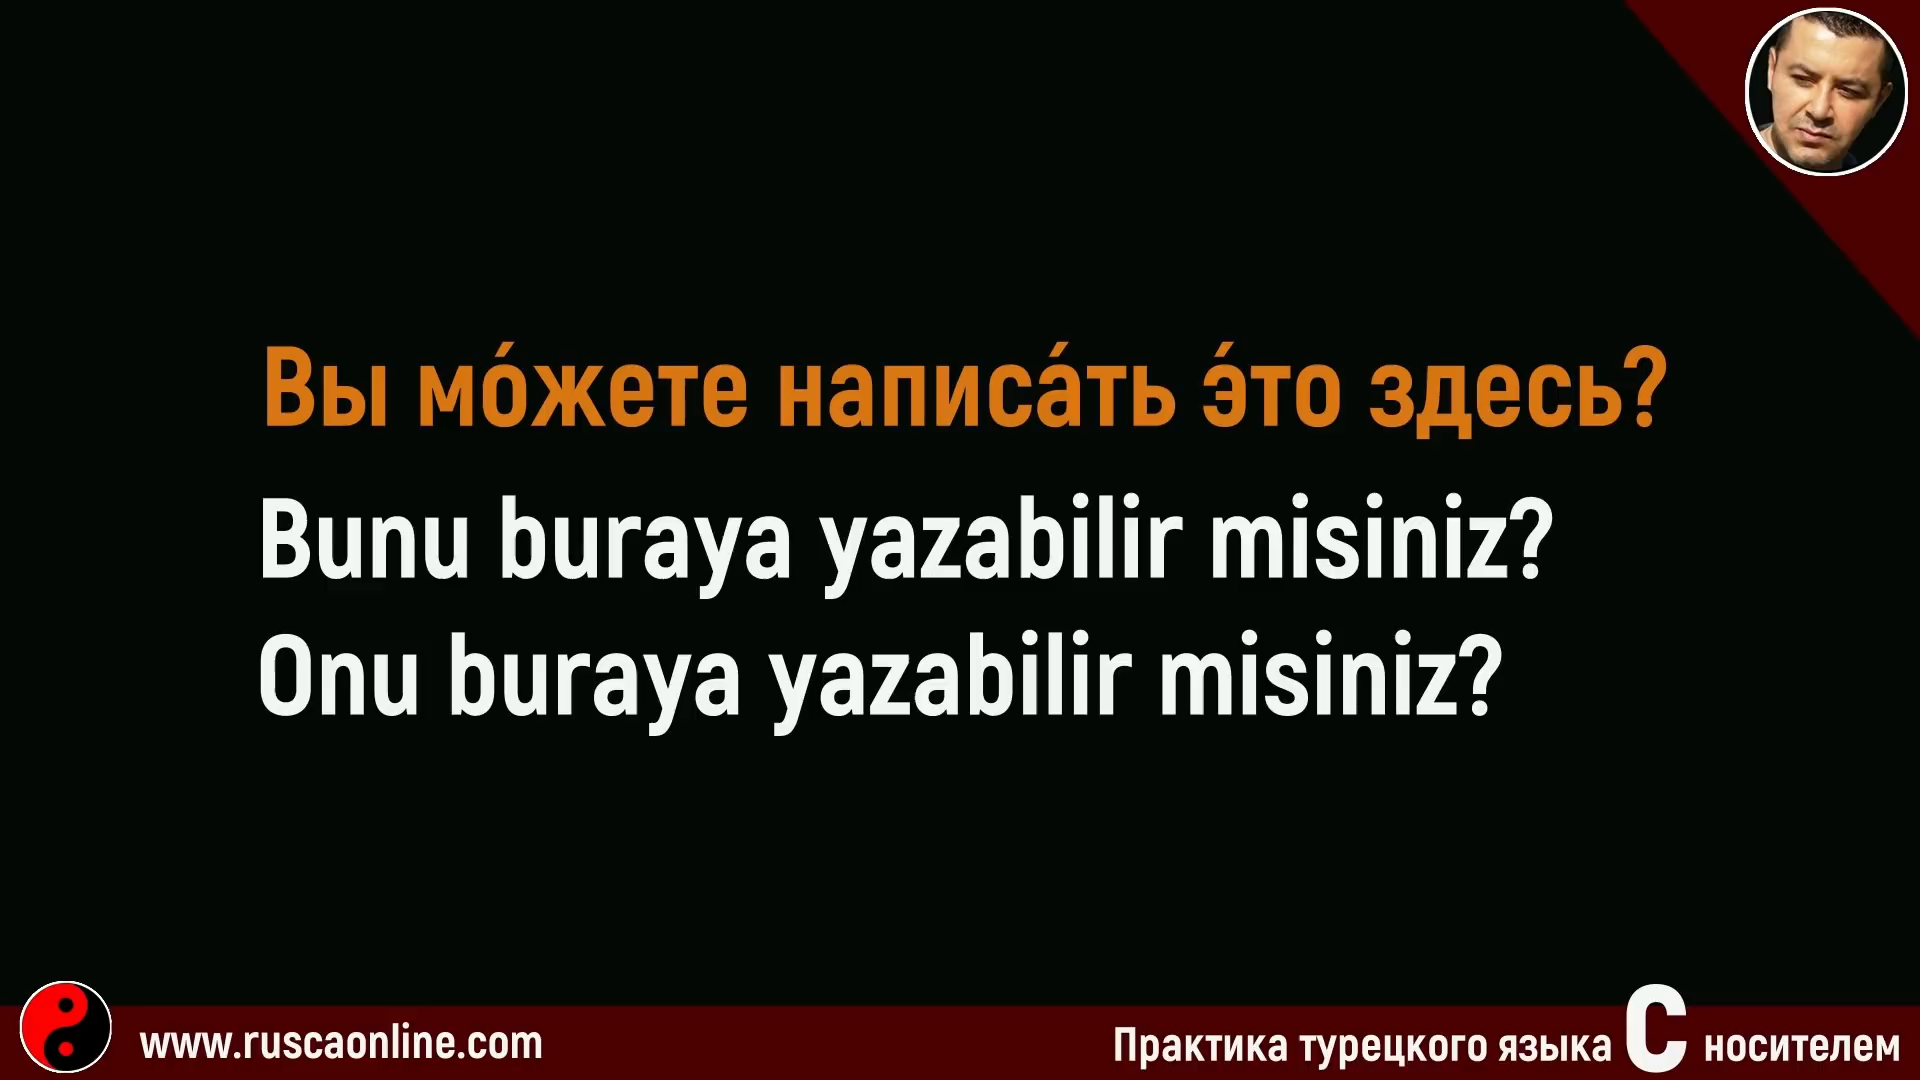 Вы мо́жете написа́ть э́то здесь?
Bunu buraya yazabilir misiniz?
Onu buraya yazabilir misiniz?
www.ruscaonline.com
Практика турецкого языка С носителем